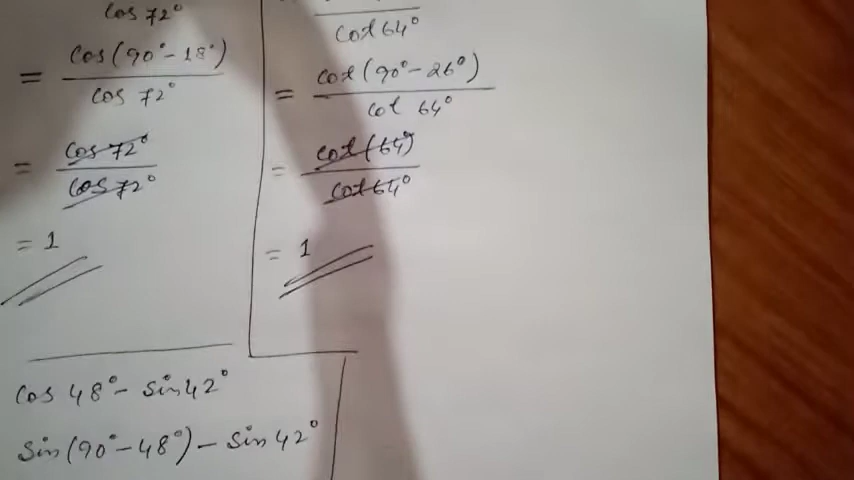 cos 72°
= cos(90°-18°) / cos 72°
= cos 72° / cos 72°
= 1
cot 64°
= cot(90°-26°) / cot 64°
= cot(64°) / cot 64°
= 1
cos 48° - sin 42°
sin(90°-48°) - sin 42°